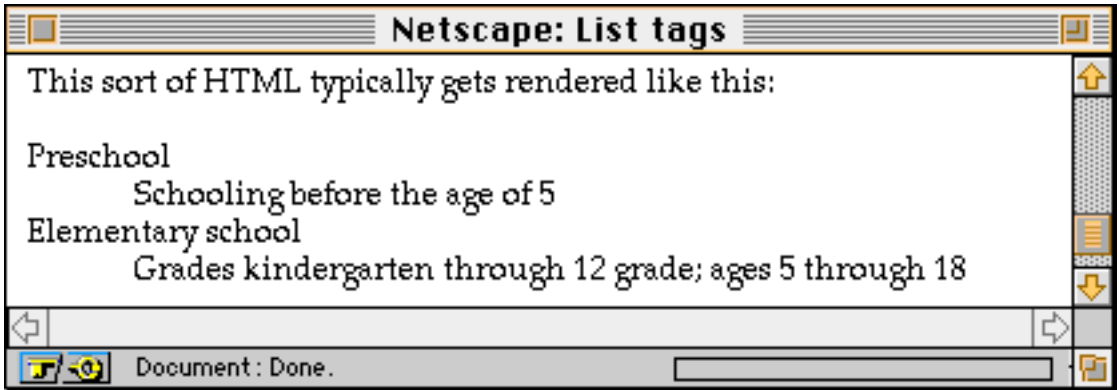 Netscape: List tags
This sort of HTML typically gets rendered like this:
Preschool
Schooling before the age of 5
Elementary school
Grades kindergarten through 12 grade; ages 5 through 18
Document : Done.